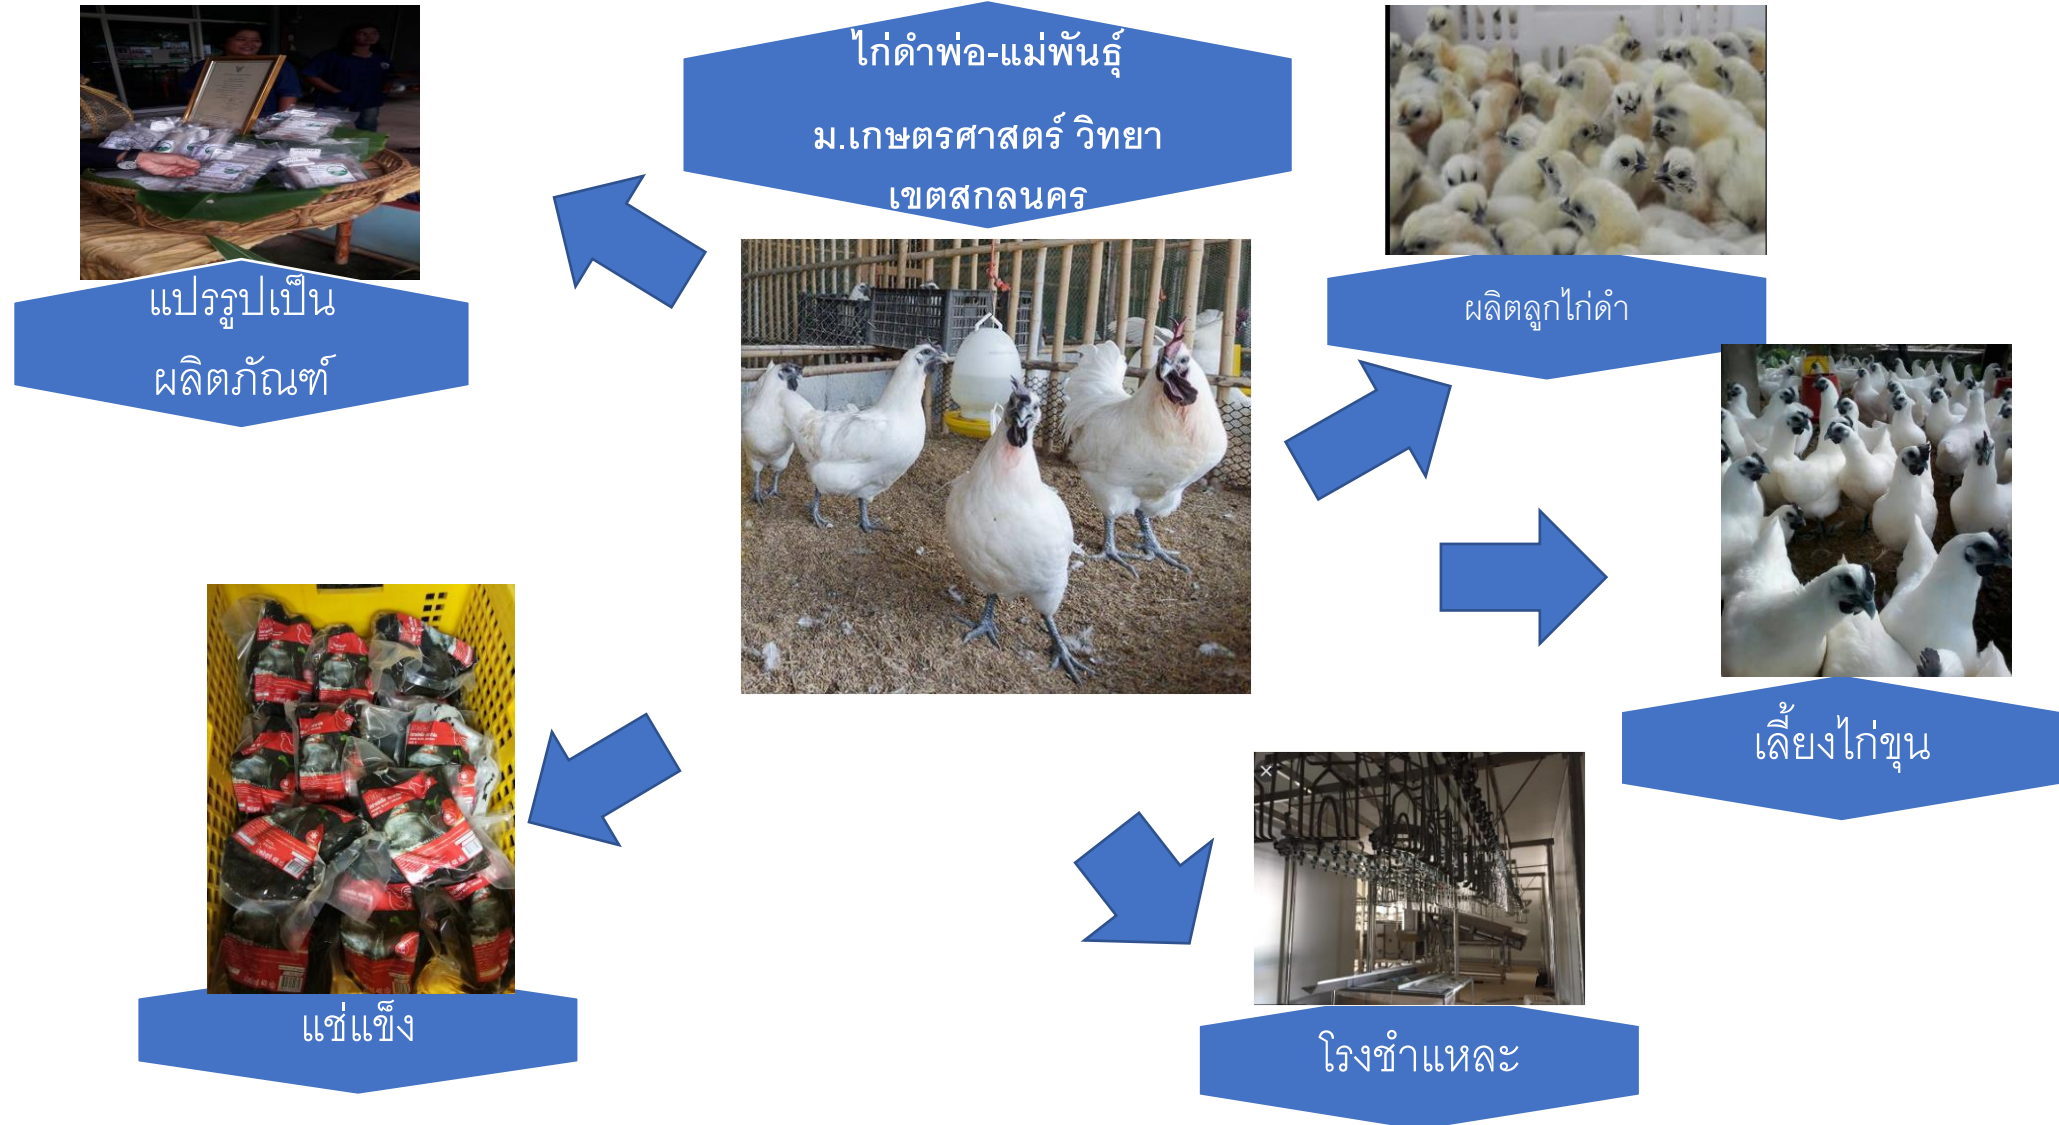 ไก่ดำพ่อ-แม่พันธุ์
ม.เกษตรศาสตร์ วิทยา
เขตสกลนคร
แปรรูปเป็น
ผลิตภัณฑ์
ผลิตลูกไก่ดำ
เลี้ยงไก่ขุน
แช่แข็ง
โรงชำแหละ